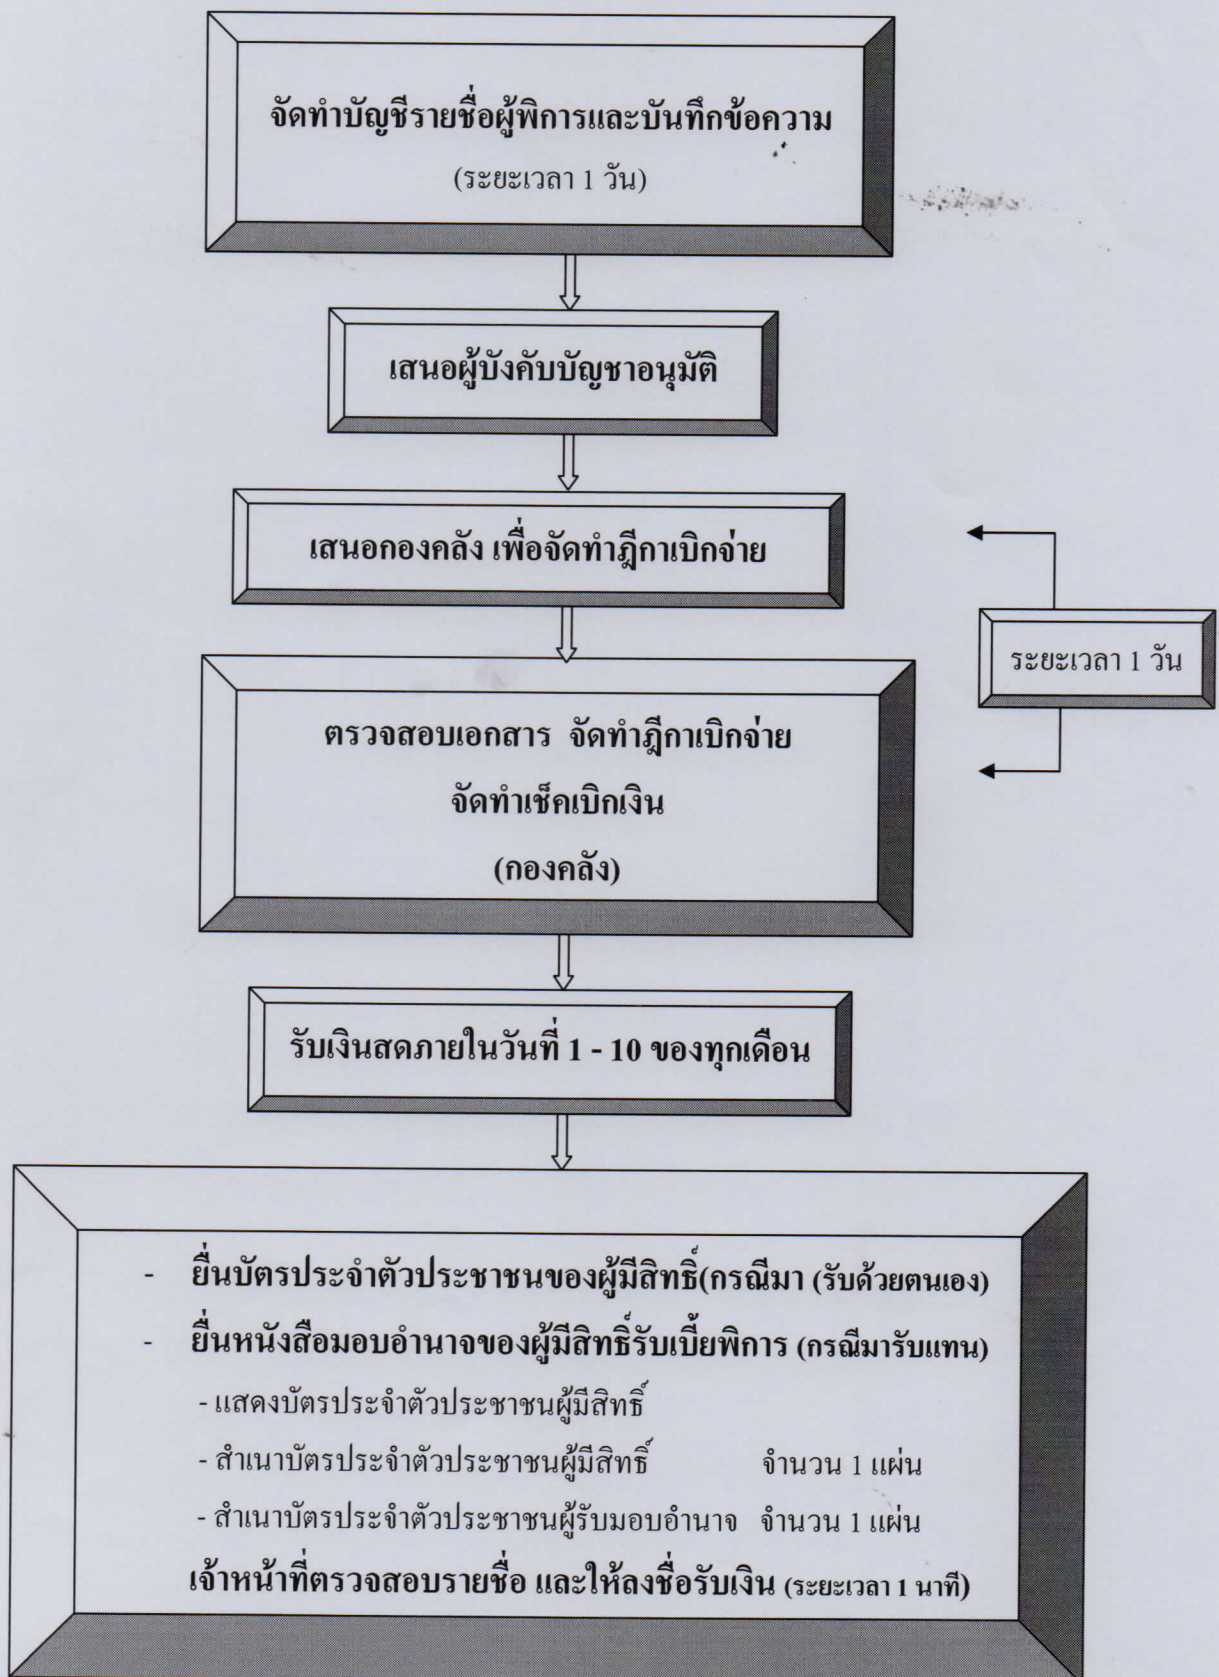 จัดทำบัญชีรายชื่อผู้พิการและบันทึกข้อความ
(ระยะเวลา 1 วัน)
เสนอผู้บังคับบัญชาอนุมัติ
เสนอกองคลัง เพื่อจัดทำฎีกาเบิกจ่าย
ระยะเวลา 1 วัน
ตรวจสอบเอกสาร จัดทำฎีกาเบิกจ่าย
จัดทำเช็คเบิกเงิน
(กองคลัง)
รับเงินสดภายในวันที่ 1 - 10 ของทุกเดือน
- ยื่นบัตรประจำตัวประชาชนของผู้มีสิทธิ์(กรณีมา (รับด้วยตนเอง)
- ยื่นหนังสือมอบอำนาจของผู้มีสิทธิ์รับเบี้ยพิการ (กรณีมารับแทน)
- แสดงบัตรประจำตัวประชาชนผู้มีสิทธิ์
- สำเนาบัตรประจำตัวประชาชนผู้มีสิทธิ์ จำนวน 1 แผ่น
- สำเนาบัตรประจำตัวประชาชนผู้รับมอบอำนาจ จำนวน 1 แผ่น
เจ้าหน้าที่ตรวจสอบรายชื่อ และให้ลงชื่อรับเงิน (ระยะเวลา 1 นาที)